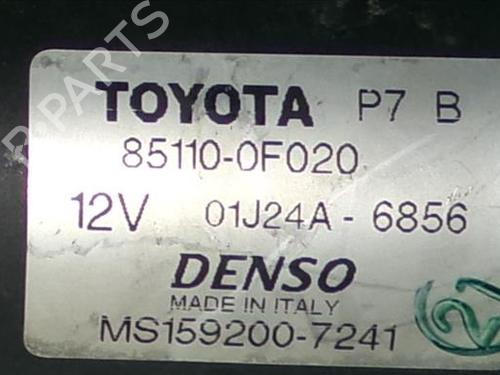 TOYOTA P7 B
85110-0F020
12V 01J24A-6856
DENSO
MADE IN ITALY
MS159200-7241